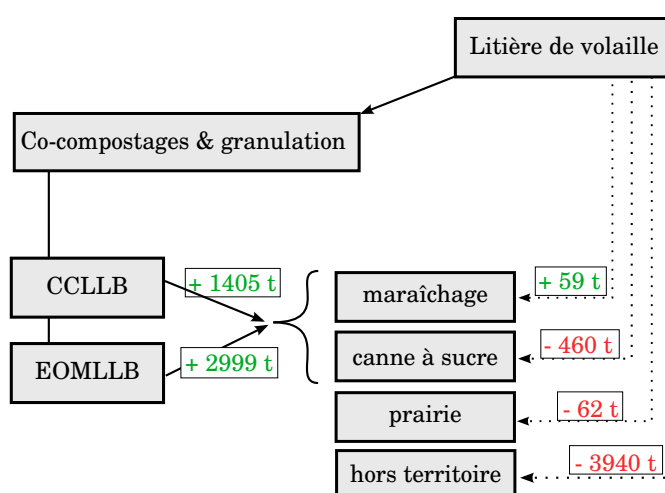 Litière de volaille
Co-compostages & granulation
CCLLB
+ 1405 t
EOMLLB
+ 2999 t
maraîchage
+ 59 t
canne à sucre
- 460 t
prairie
- 62 t
hors territoire
- 3940 t